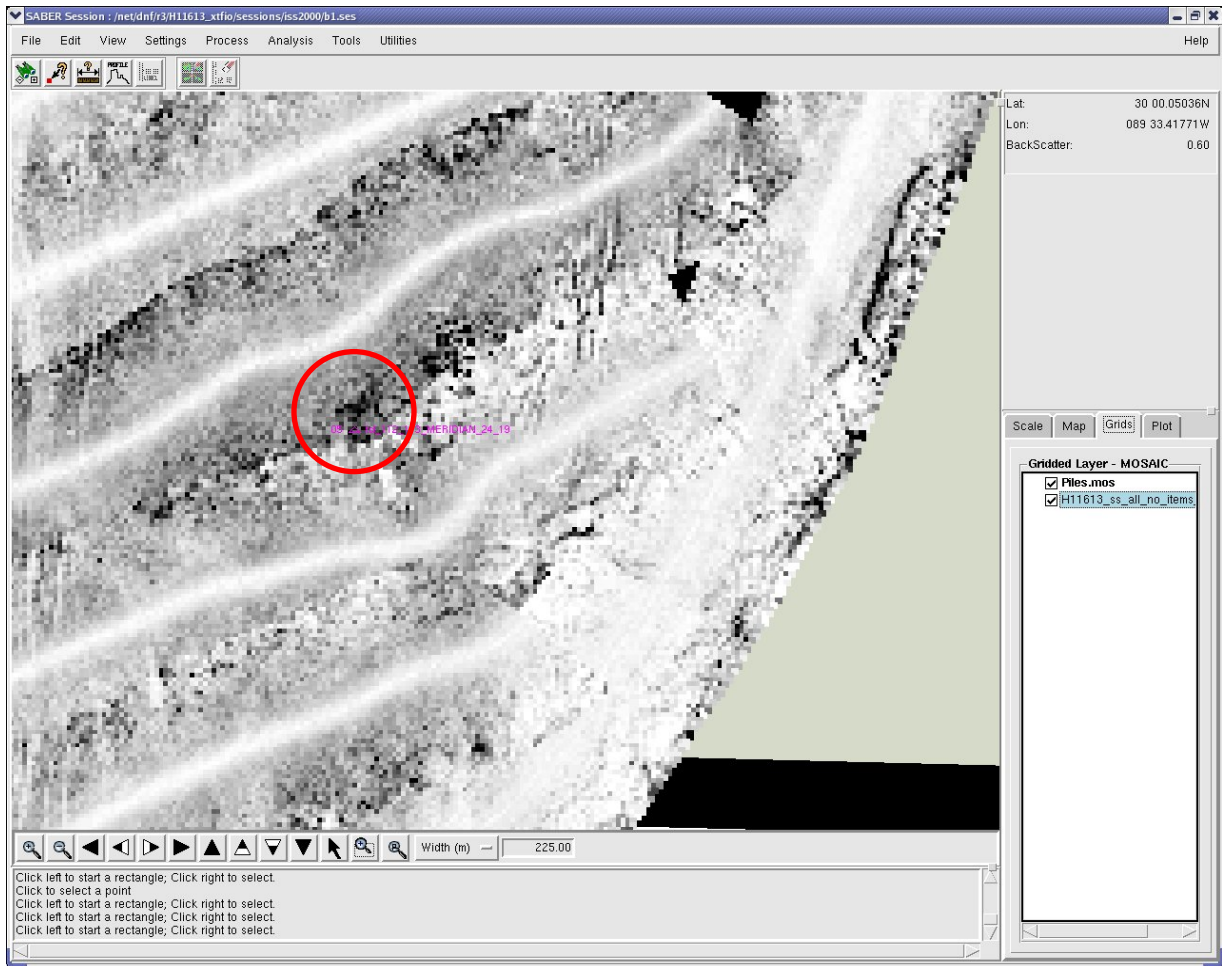 SABER Session : /net/dnf/r3/H11613_xtfio/sessions/iss2000/b1.ses
File Edit View Settings Process Analysis Tools Utilities Help
PROFILE
Lat: 30 00.05036N
Lon: 089 33.41771W
BackScatter: 0.60
MERIDIAN_24_19
Scale Map Grids Plot
Gridded Layer - MOSAIC
Piles.mos
H11613_ss_all_no_items_
Width (m) 225.00
Click left to start a rectangle; Click right to select.
Click to select a point
Click left to start a rectangle; Click right to select.
Click left to start a rectangle; Click right to select.
Click left to start a rectangle; Click right to select.